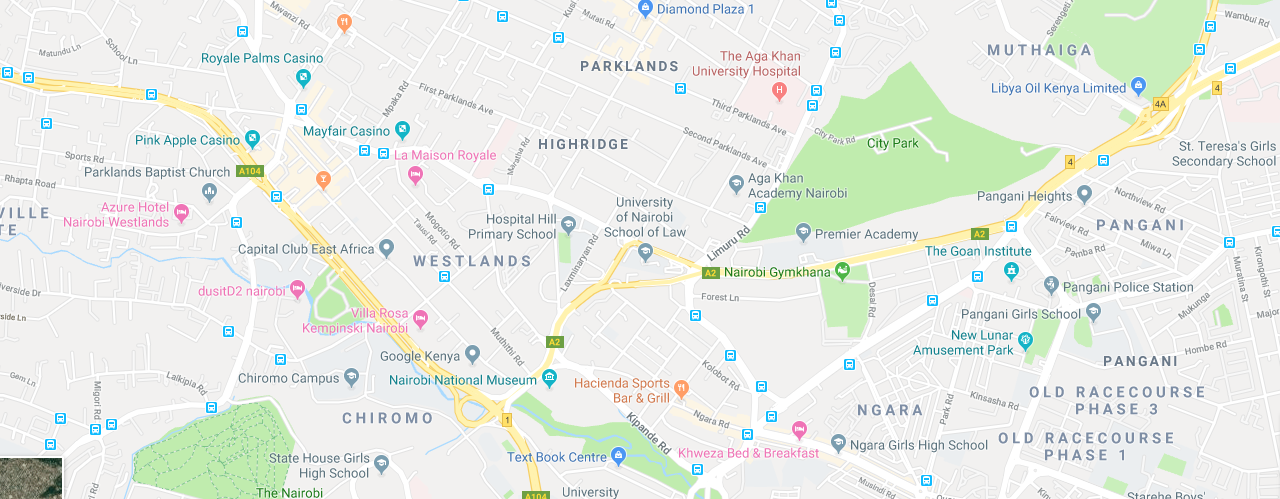 Mwanzi Rd
Murati Rd
Diamond Plaza 1
Serengeti
Wambui Rd
School Ln
Matundu Ln
Royale Palms Casino
PARKLANDS
The Aga Khan
University Hospital
MUTHAIGA
Libya Oil Kenya Limited
4
4A
Mpaka Rd
First Parklands Ave
Third Parklands Ave
Pink Apple Casino
Mayfair Casino
HIGHRIDGE
Second Parklands Ave
City Park Rd
City Park
St. Teresa's Girls
Secondary School
Sports Rd
La Maison Royale
4
Parklands Baptist Church
A104
Rhapta Road
Aga Khan
Academy Nairobi
Pangani Heights
Northview Rd
Azure Hotel
Nairobi Westlands
University
of Nairobi
School of Law
Hospital Hill
Primary School
Mogotio Rd
Tausi Rd
Limuru Rd
Premier Academy
A2
Fairview Rd
PANGANI
Miwa Ln
Pemba Rd
Capital Club East Africa
WESTLANDS
Laxminaryan Rd
A2
Nairobi Gymkhana
The Goan Institute
Muratina St
Kirongothi St
dusitD2 nairobi
Forest Ln
Desai Rd
Pangani Police Station
Villa Rosa
Kempinski Nairobi
Pangani Girls School
Mukunga
Muthithi Rd
A2
New Lunar
Amusement Park
Hombe Rd
Google Kenya
PANGANI
Gem Ln
Laikipia Rd
Chiromo Campus
Nairobi National Museum
Hacienda Sports
Bar & Grill
Kolobot Rd
OLD RACECOURSE
PHASE 3
Migori Rd
CHIROMO
1
Kipande Rd
Ngara Rd
NGARA
Park Rd
Kinsasha Rd
OLD RACECOURSE
PHASE 1
Ngara Girls High School
Khweza Bed & Breakfast
State House Girls
High School
Text Book Centre
Musindi Rd
The Nairobi
A104
University
Starehe Boys